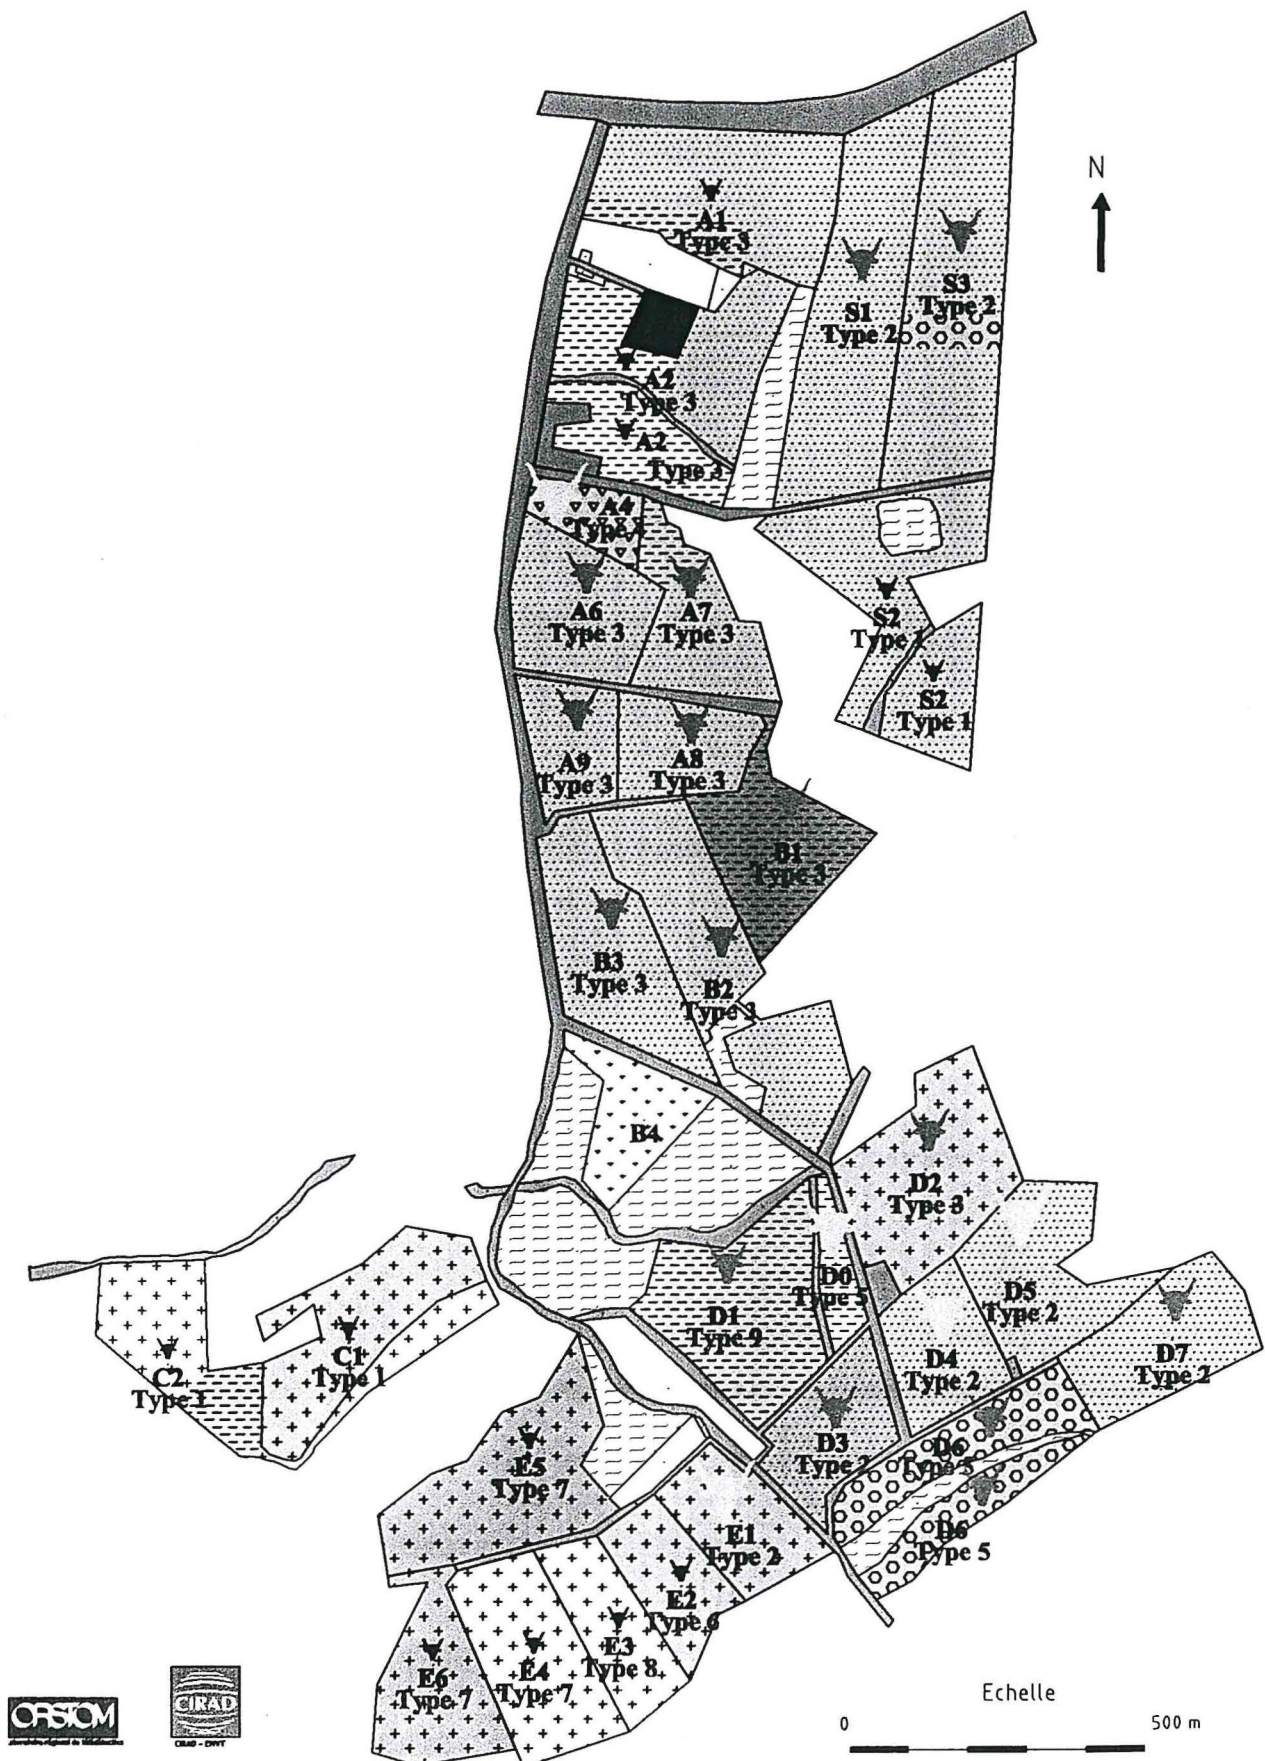 N
A1
Type 3
S3
Type 2
S1
Type 2
A2
Type 3
A2
Type 3
A4
A6
Type 3
A7
Type 3
S2
Type 1
S2
Type 1
A9
Type 3
A8
Type 3
B1
Type 3
B3
Type 3
B2
Type 3
B4
D2
Type 3
D0
Type 5
D5
Type 2
D1
Type 9
D4
Type 2
D7
Type 2
C1
Type 1
C2
Type 1
D3
Type 2
D6
Type 5
E5
Type 7
D6
Type 5
E1
Type 2
E2
Type 6
E3
Type 8
E4
Type 7
E6
Type 7
ORSTOM
CIRAD
CIRAD - EMVT
Echelle
0 500 m